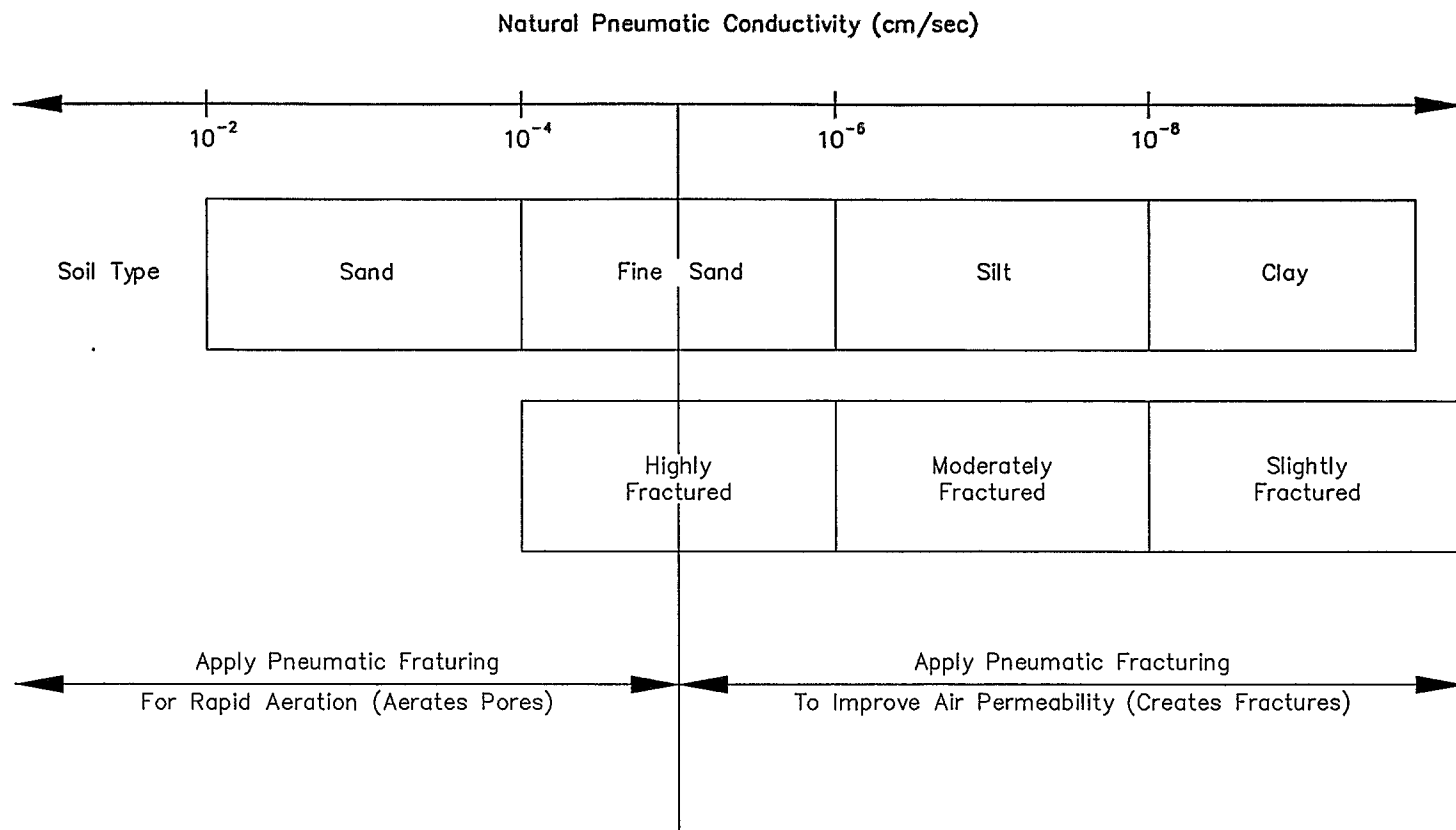 Natural Pneumatic Conductivity (cm/sec)
10⁻² 10⁻⁴ 10⁻⁶ 10⁻⁸
Soil Type Sand Fine Sand Silt Clay
Highly Moderately Slightly
Fractured Fractured Fractured
Apply Pneumatic Fraturing Apply Pneumatic Fracturing
For Rapid Aeration (Aerates Pores) To Improve Air Permeability (Creates Fractures)